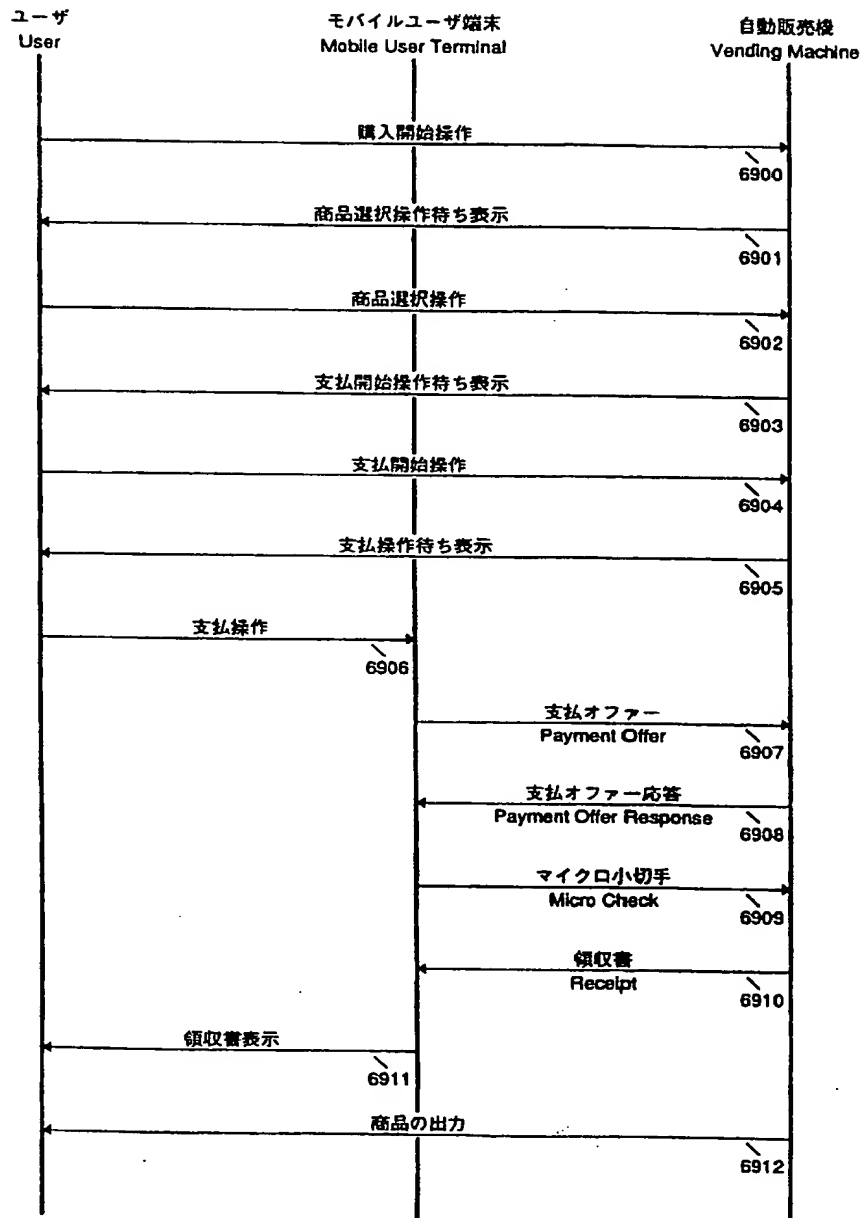 ユーザ
User
モバイルユーザ端末
Mobile User Terminal
自動販売機
Vending Machine
購入開始操作
6900
商品選択操作待ち表示
6901
商品選択操作
6902
支払開始操作待ち表示
6903
支払開始操作
6904
支払操作待ち表示
6905
支払操作
6906
支払オファー
Payment Offer
6907
支払オファー応答
Payment Offer Response
6908
マイクロ小切手
Micro Check
6909
領収書
Receipt
6910
領収書表示
6911
商品の出力
6912